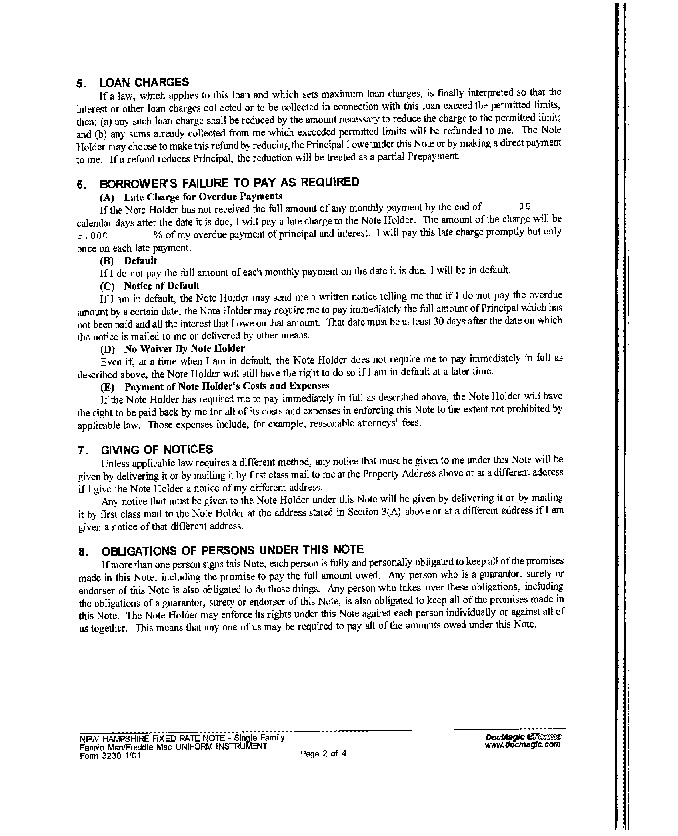 5. LOAN CHARGES
If a law, which applies to this loan and which sets maximum loan charges, is finally interpreted so that the
interest or other loan charges collected or to be collected in connection with this loan exceed the permitted limits,
then: (a) any such loan charge shall be reduced by the amount necessary to reduce the charge to the permitted limit;
and (b) any sums already collected from me which exceeded permitted limits will be refunded to me. The Note
Holder may choose to make this refund by reducing the Principal I owe under this Note or by making a direct payment
to me. If a refund reduces Principal, the reduction will be treated as a partial Prepayment.
6. BORROWER'S FAILURE TO PAY AS REQUIRED
(A) Late Charge for Overdue Payments
If the Note Holder has not received the full amount of any monthly payment by the end of 15
calendar days after the date it is due, I will pay a late charge to the Note Holder. The amount of the charge will be
% of my overdue payment of principal and interest. I will pay this late charge promptly but only
once on each late payment.
(B) Default
If I do not pay the full amount of each monthly payment on the date it is due, I will be in default.
(C) Notice of Default
If I am in default, the Note Holder may send me a written notice telling me that if I do not pay the overdue
amount by a certain date, the Note Holder may require me to pay immediately the full amount of Principal which has
not been paid and all the interest that I owe on that amount. That date must be at least 30 days after the date on which
the notice is mailed to me or delivered by other means.
(D) No Waiver By Note Holder
Even if, at a time when I am in default, the Note Holder does not require me to pay immediately in full as
described above, the Note Holder will still have the right to do so if I am in default at a later time.
(E) Payment of Note Holder's Costs and Expenses
If the Note Holder has required me to pay immediately in full as described above, the Note Holder will have
the right to be paid back by me for all of its costs and expenses in enforcing this Note to the extent not prohibited by
applicable law. Those expenses include, for example, reasonable attorneys' fees.
7. GIVING OF NOTICES
Unless applicable law requires a different method, any notice that must be given to me under this Note will be
given by delivering it or by mailing it by first class mail to me at the Property Address above or at a different address
if I give the Note Holder a notice of my different address.
Any notice that must be given to the Note Holder under this Note will be given by delivering it or by mailing
it by first class mail to the Note Holder at the address stated in Section 3(A) above or at a different address if I am
given a notice of that different address.
8. OBLIGATIONS OF PERSONS UNDER THIS NOTE
If more than one person signs this Note, each person is fully and personally obligated to keep all of the promises
made in this Note, including the promise to pay the full amount owed. Any person who is a guarantor, surety or
endorser of this Note is also obligated to do these things. Any person who takes over these obligations, including
the obligations of a guarantor, surety or endorser of this Note, is also obligated to keep all of the promises made in
this Note. The Note Holder may enforce its rights under this Note against each person individually or against all of
us together. This means that any one of us may be required to pay all of the amounts owed under this Note.
NEW HAMPSHIRE FIXED RATE NOTE - Single Family
Fannie Mae/Freddie Mac UNIFORM INSTRUMENT
Form 3230 1/01
Page 2 of 4
DocMagic
www.docmagic.com